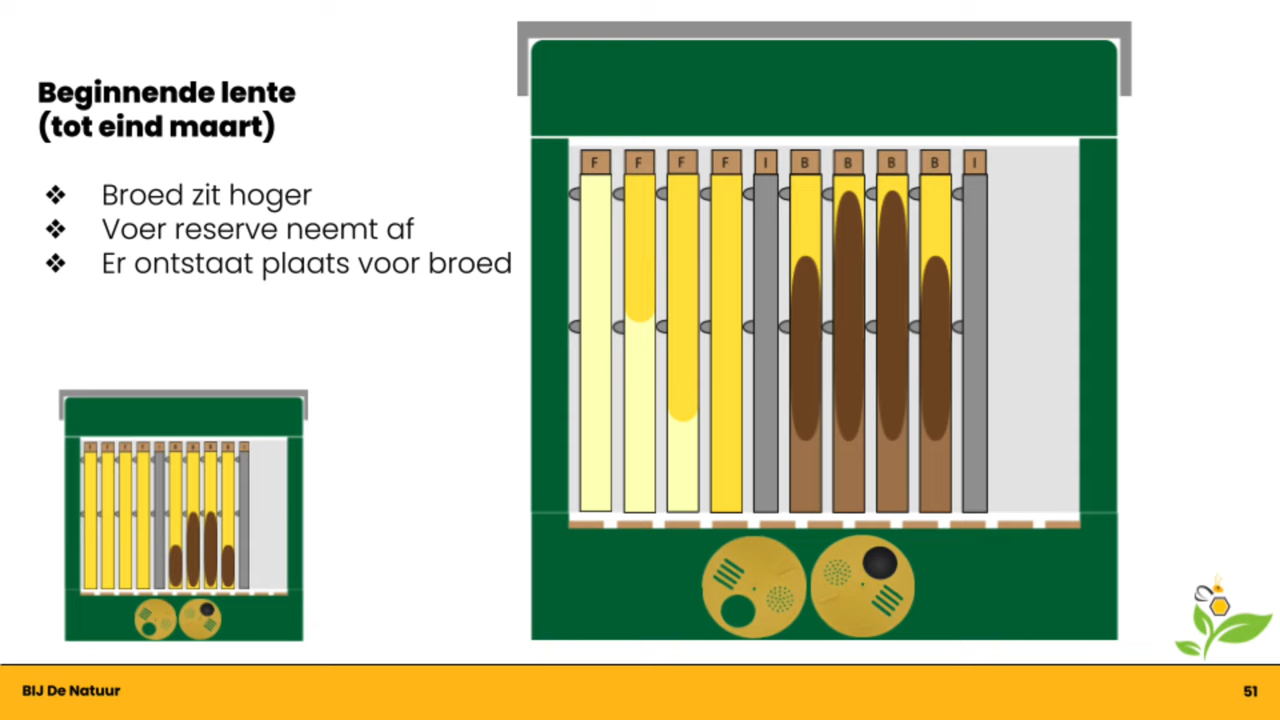 Beginnende lente
(tot eind maart)
❖ Broed zit hoger
❖ Voer reserve neemt af
❖ Er ontstaat plaats voor broed
F F F F I B B B B I
BIJ De Natuur
51